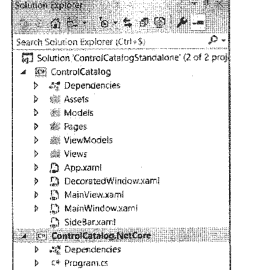 Solution Explorer
Search Solution Explorer (Ctrl+$)
Solution 'ControlCatalogStandalone' (2 of 2 proj
ControlCatalog
Dependencies
Assets
Models
Pages
ViewModels
Views
App.xaml
DecoratedWindow.xaml
MainView.xaml
MainWindow.xaml
SideBar.xaml
ControlCatalog.NetCore
Dependencies
C# Program.cs